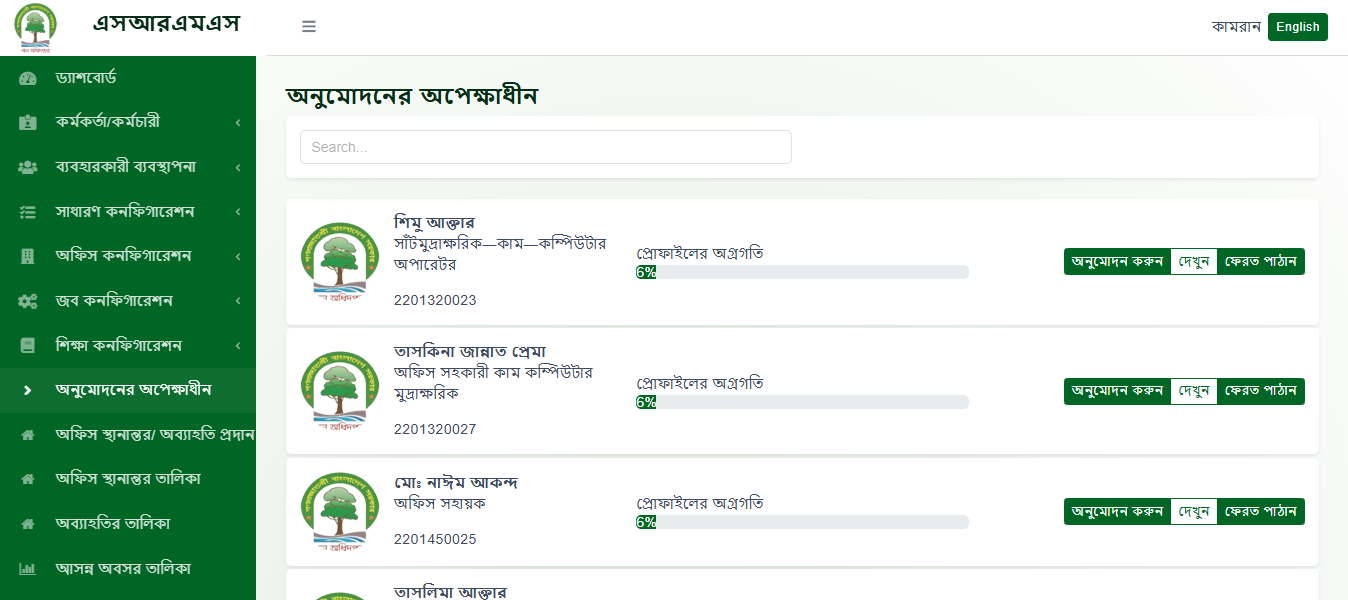 এসআরএমএস
কামরান
English
ড্যাশবোর্ড
কর্মকর্তা/কর্মচারী
ব্যবহারকারী ব্যবস্থাপনা
সাধারণ কনফিগারেশন
অফিস কনফিগারেশন
জব কনফিগারেশন
শিক্ষা কনফিগারেশন
অনুমোদনের অপেক্ষাধীন
অফিস স্থানান্তর/ অব্যাহতি প্রদান
অফিস স্থানান্তর তালিকা
অব্যাহতির তালিকা
আসন্ন অবসর তালিকা
অনুমোদনের অপেক্ষাধীন
Search...
শিমু আক্তার
সাঁটমুদ্রাক্ষরিক—কাম—কম্পিউটার
অপারেটর
2201320023
প্রোফাইলের অগ্রগতি
6%
অনুমোদন করুন দেখুন ফেরত পাঠান
তাসকিনা জান্নাত প্রেমা
অফিস সহকারী কাম কম্পিউটার
মুদ্রাক্ষরিক
2201320027
প্রোফাইলের অগ্রগতি
6%
অনুমোদন করুন দেখুন ফেরত পাঠান
মোঃ নাঈম আকন্দ
অফিস সহায়ক
2201450025
প্রোফাইলের অগ্রগতি
6%
অনুমোদন করুন দেখুন ফেরত পাঠান
তাসলিমা আক্তার